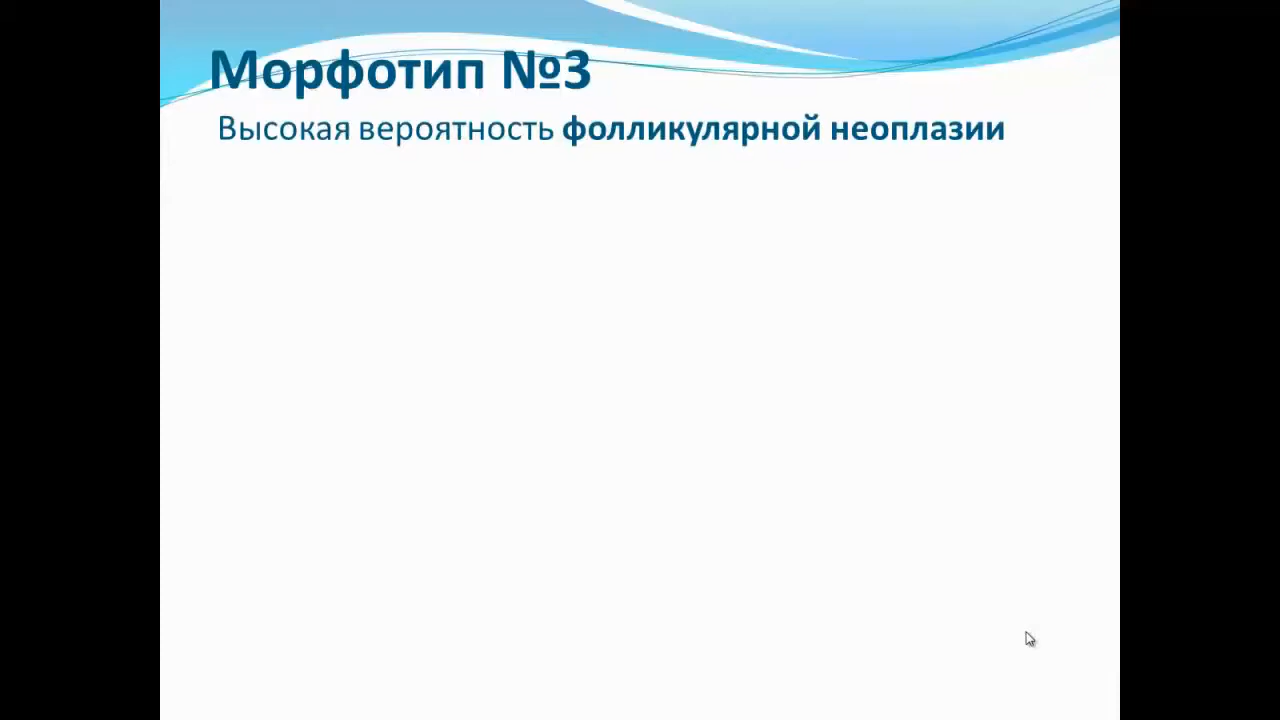 Морфотип №3
Высокая вероятность фолликулярной неоплазии